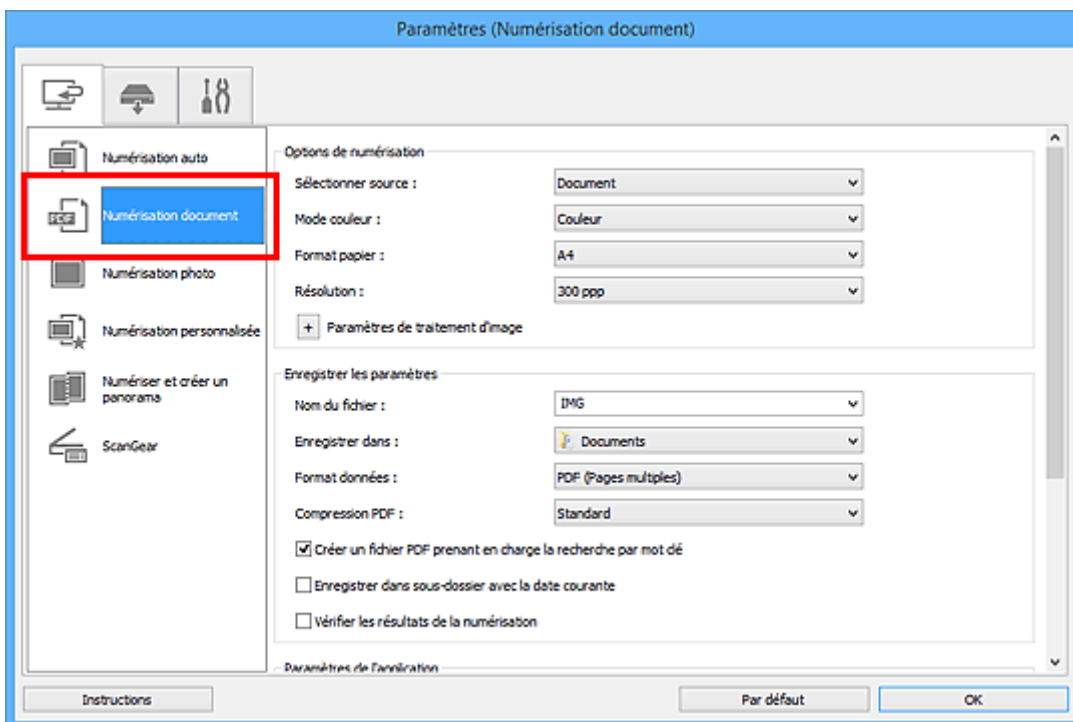 Paramètres (Numérisation document)
Numérisation auto
PDF
Numérisation document
Numérisation photo
Numérisation personnalisée
Numériser et créer un
panorama
ScanGear
Options de numérisation
Sélectionner source : Document
Mode couleur : Couleur
Format papier : A4
Résolution : 300 ppp
+ Paramètres de traitement d'image
Enregistrer les paramètres
Nom du fichier : IMG
Enregistrer dans : Documents
Format données : PDF (Pages multiples)
Compression PDF : Standard
Créer un fichier PDF prenant en charge la recherche par mot clé
Enregistrer dans sous-dossier avec la date courante
Vérifier les résultats de la numérisation
Paramètres de l'application
Instructions Par défaut OK